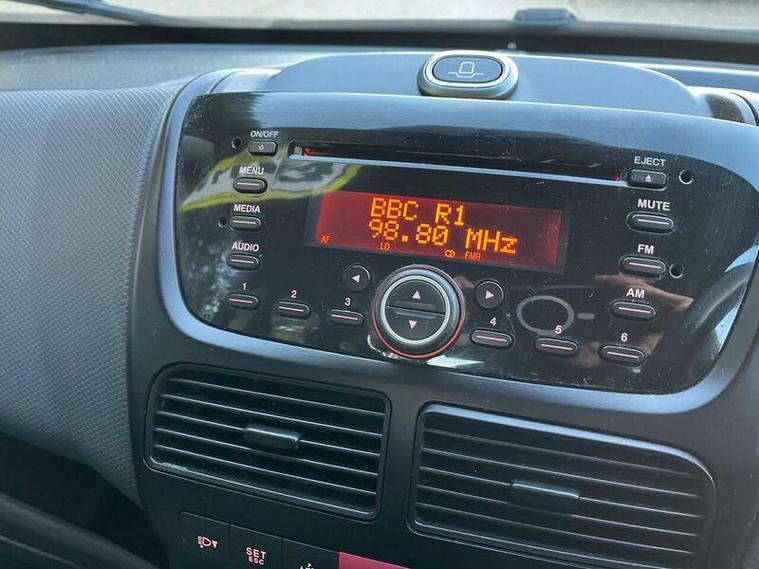 ON/OFF
EJECT
MENU
MUTE
MEDIA
BBC R1
98.80 MHz
AF
LD
FMR
FM
AUDIO
AM
1
2
3
4
5
6
SET
ESC